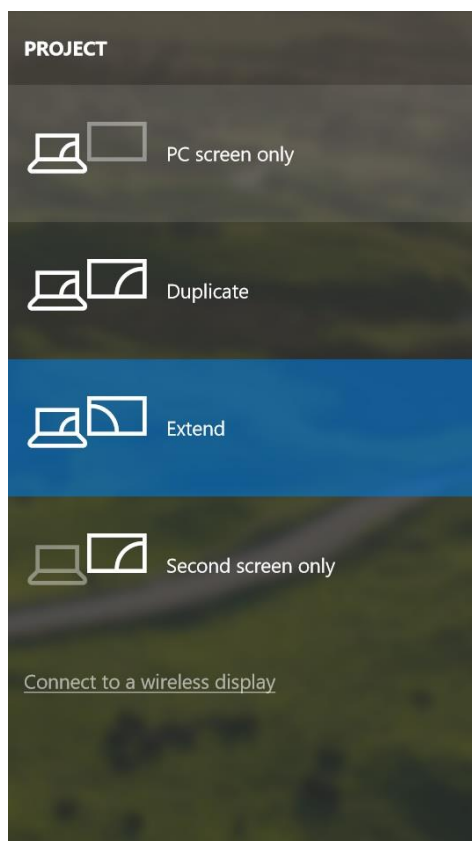 PROJECT
PC screen only
Duplicate
Extend
Second screen only
Connect to a wireless display